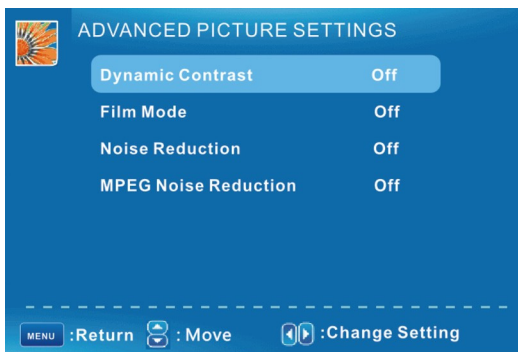 ADVANCED PICTURE SETTINGS
Dynamic Contrast Off
Film Mode Off
Noise Reduction Off
MPEG Noise Reduction Off
MENU :Return : Move :Change Setting